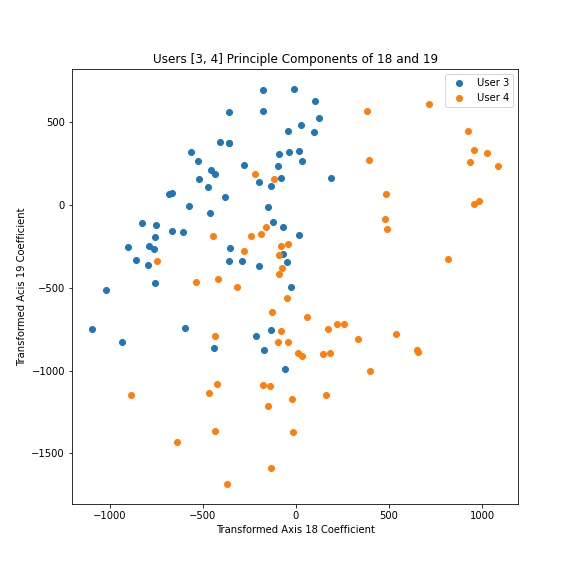 Users [3, 4] Principle Components of 18 and 19
User 3
User 4
Transformed Acis 19 Coefficient
500
0
−500
−1000
−1500
−1000
−500
0
500
1000
Transformed Axis 18 Coefficient